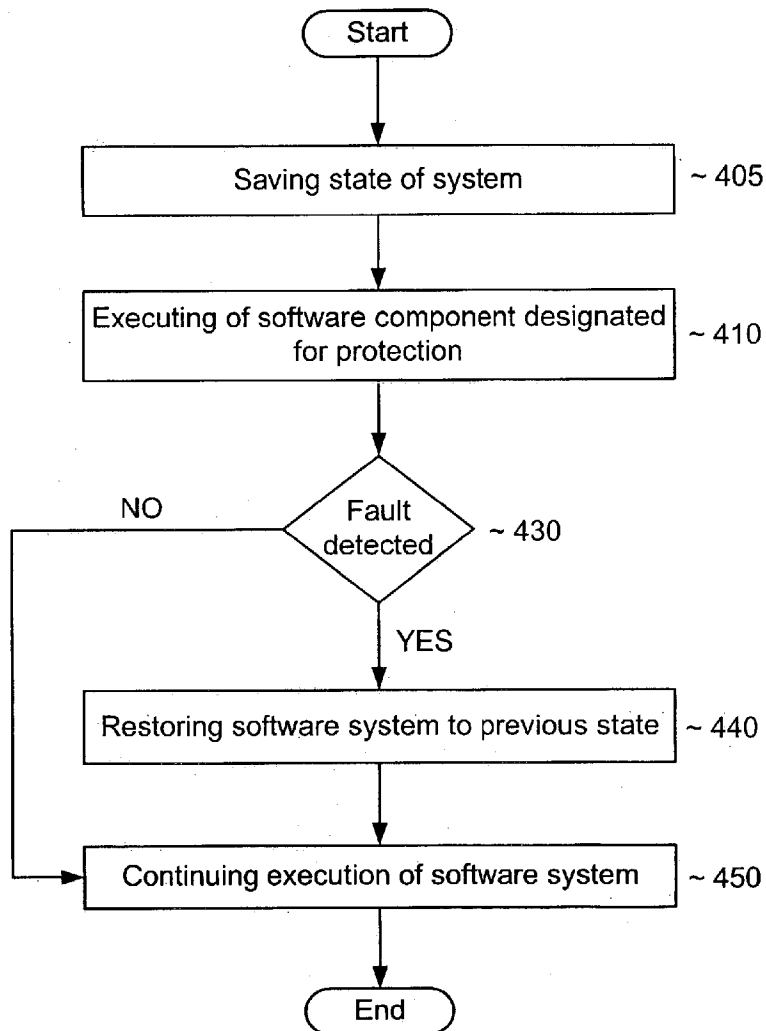 Start
Saving state of system
~ 405
Executing of software component designated
for protection
~ 410
NO
Fault
detected
~ 430
YES
Restoring software system to previous state
~ 440
Continuing execution of software system
~ 450
End